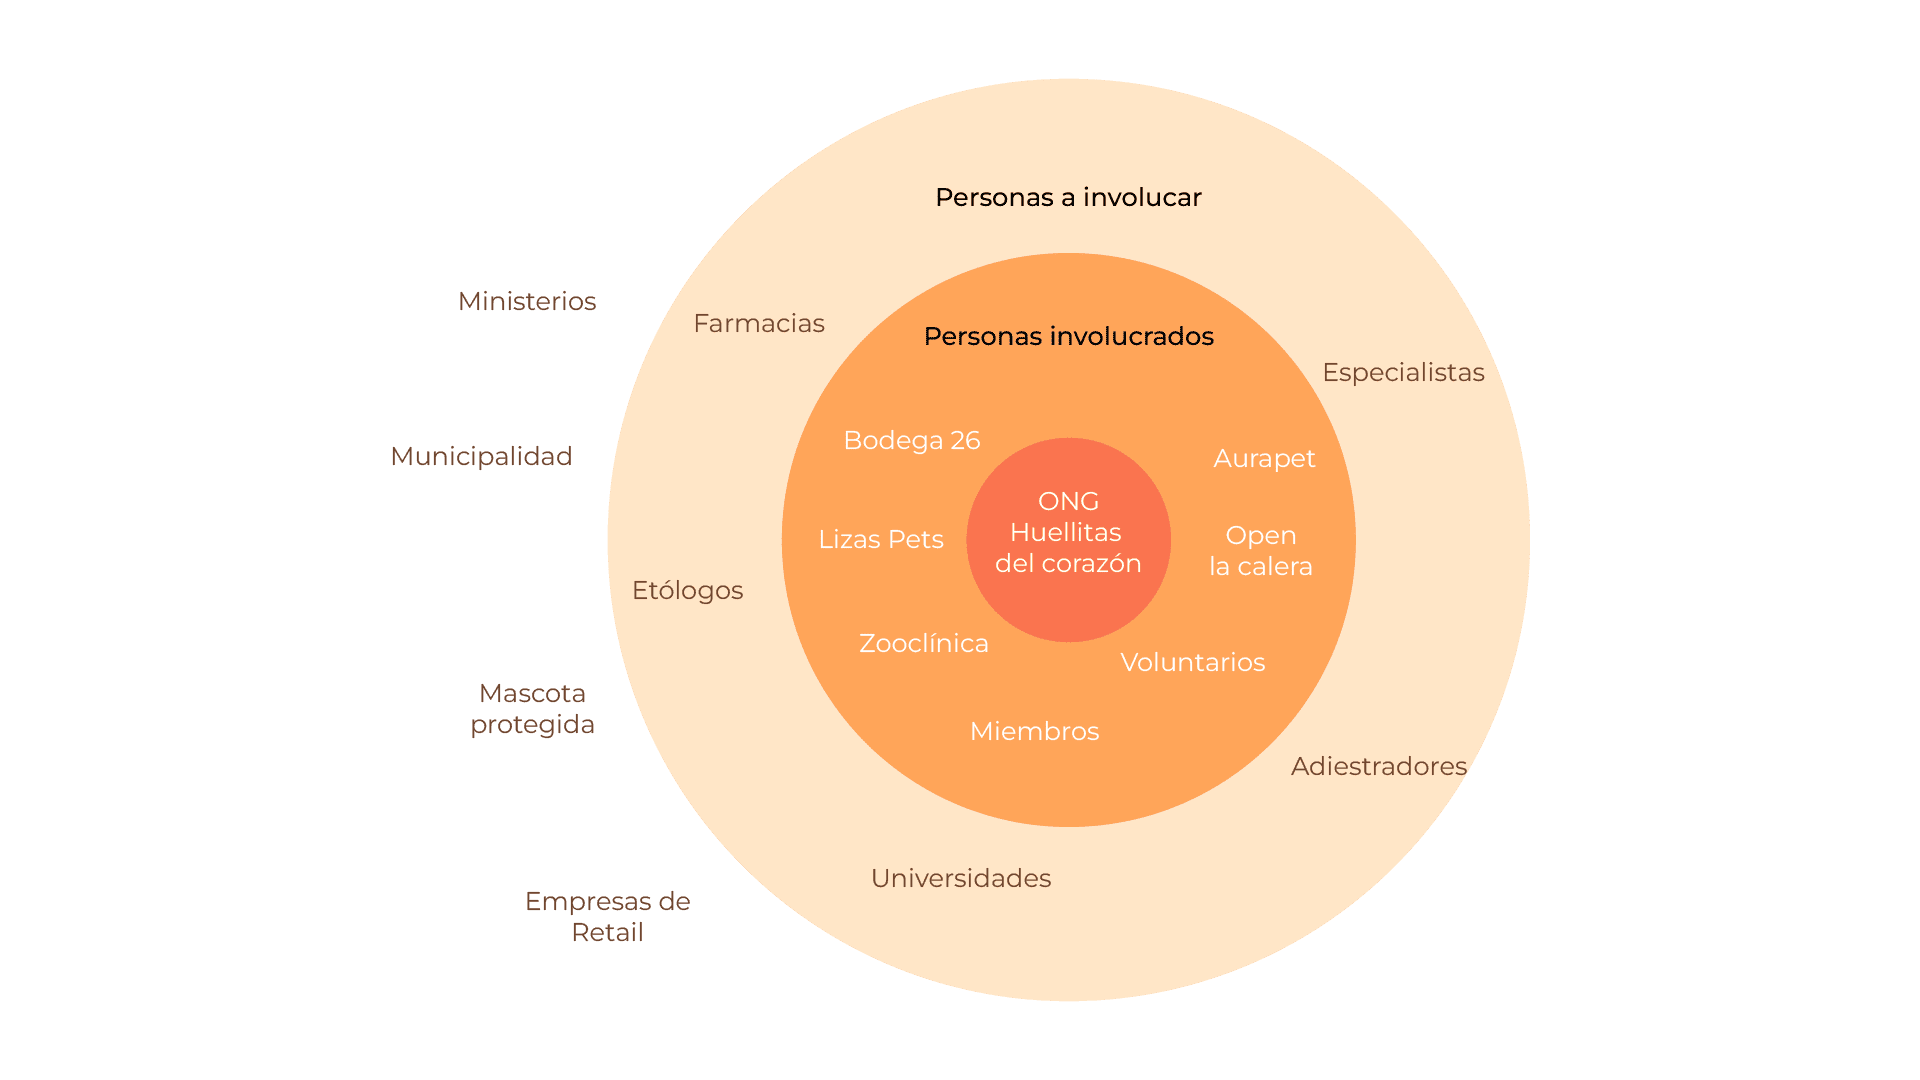 Personas a involucar
Ministerios
Farmacias
Personas involucrados
Especialistas
Bodega 26
Municipalidad
Aurapet
ONG
Huellitas
del corazón
Lizas Pets
Open
la calera
Etólogos
Zooclínica
Voluntarios
Mascota
protegida
Miembros
Adiestradores
Universidades
Empresas de
Retail